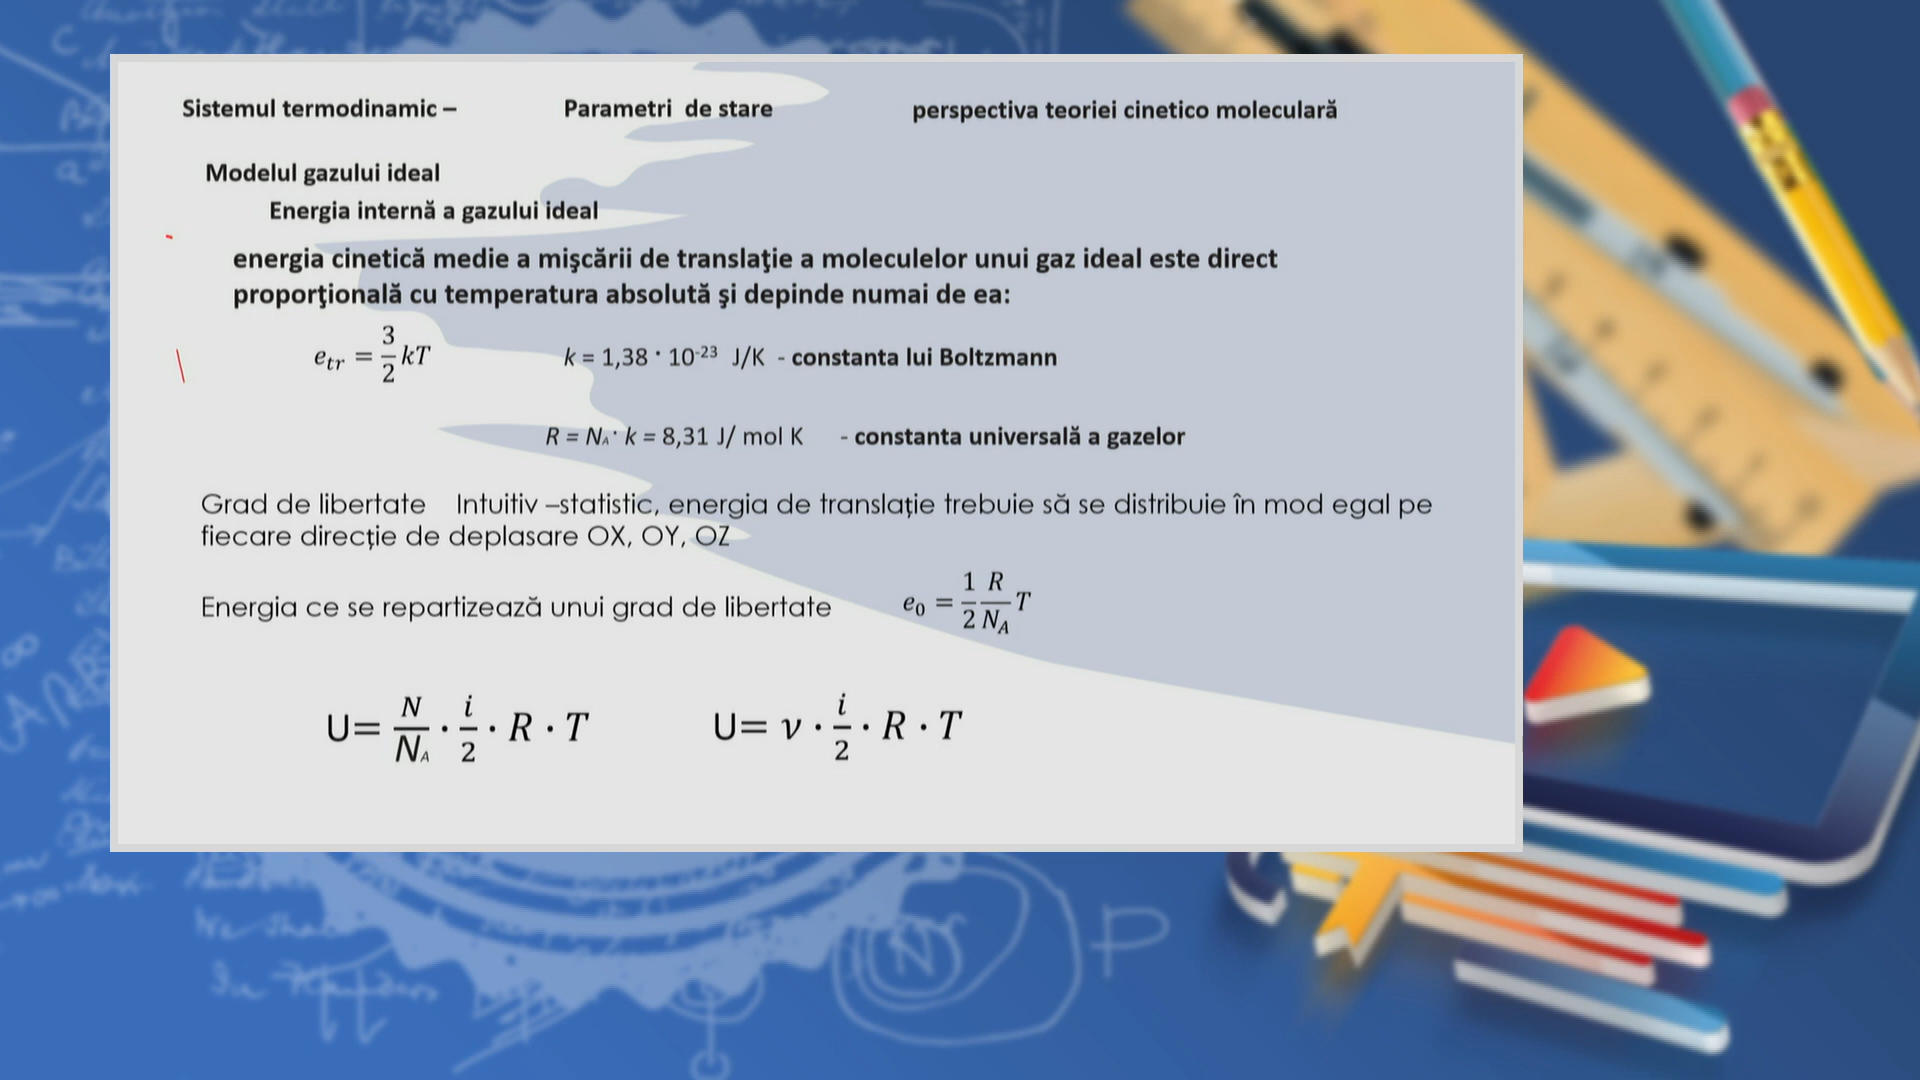 Sistemul termodinamic – Parametri de stare perspectiva teoriei cinetico moleculară
Modelul gazului ideal
Energia internă a gazului ideal
energia cinetică medie a mişcării de translaţie a moleculelor unui gaz ideal este direct
proporţională cu temperatura absolută şi depinde numai de ea:
e_tr = 3/2 kT k = 1,38 · 10⁻²³ J/K - constanta lui Boltzmann
R = N_A · k = 8,31 J/ mol K - constanta universală a gazelor
Grad de libertate Intuitiv –statistic, energia de translație trebuie să se distribuie în mod egal pe
fiecare direcție de deplasare OX, OY, OZ
Energia ce se repartizează unui grad de libertate e₀ = 1/2 R/N_A T
U= N/N_A · i/2 · R · T U= ν · i/2 · R · T
N
P